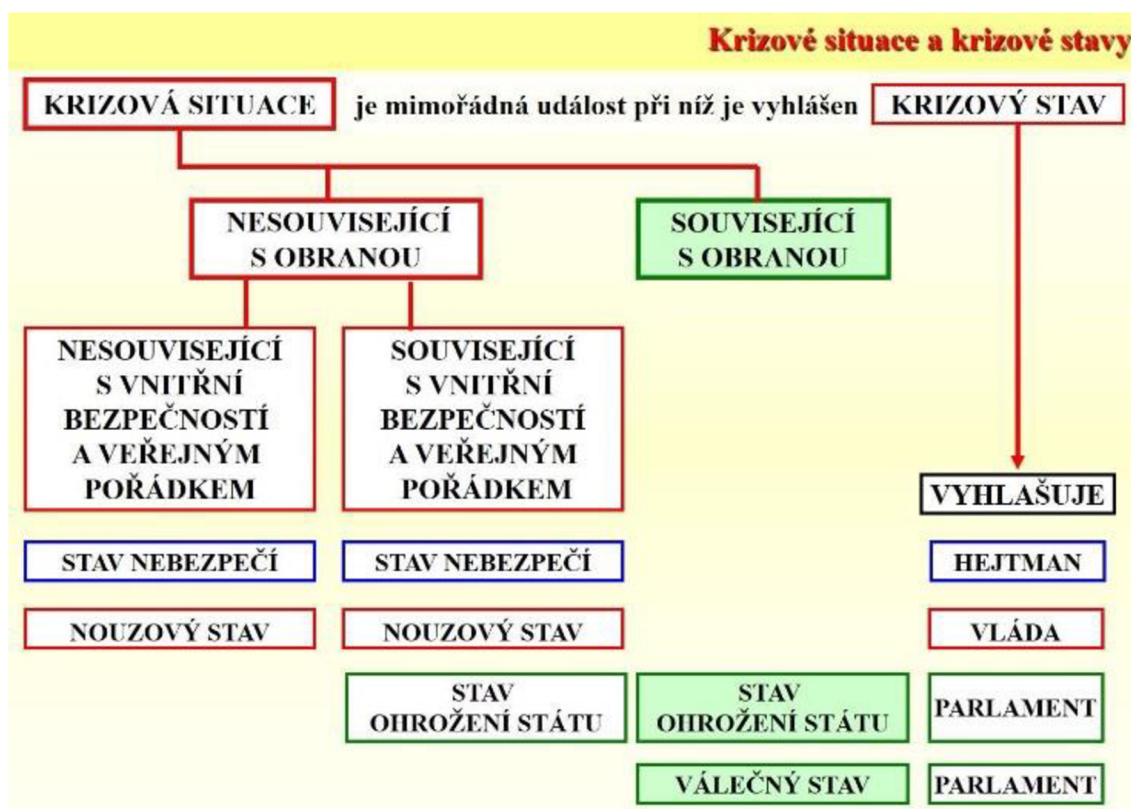 Krizové situace a krizové stavy
KRIZOVÁ SITUACE je mimořádná událost při níž je vyhlášen KRIZOVÝ STAV
NESOUVISEJÍCÍ
S OBRANOU
SOUVISEJÍCÍ
S OBRANOU
NESOUVISEJÍCÍ
S VNITŘNÍ
BEZPEČNOSTÍ
A VEŘEJNÝM
POŘÁDKEM
SOUVISEJÍCÍ
S VNITŘNÍ
BEZPEČNOSTÍ
A VEŘEJNÝM
POŘÁDKEM
VYHLAŠUJE
STAV NEBEZPEČÍ
STAV NEBEZPEČÍ
HEJTMAN
NOUZOVÝ STAV
NOUZOVÝ STAV
VLÁDA
STAV
OHROŽENÍ STÁTU
STAV
OHROŽENÍ STÁTU
PARLAMENT
VÁLEČNÝ STAV
PARLAMENT